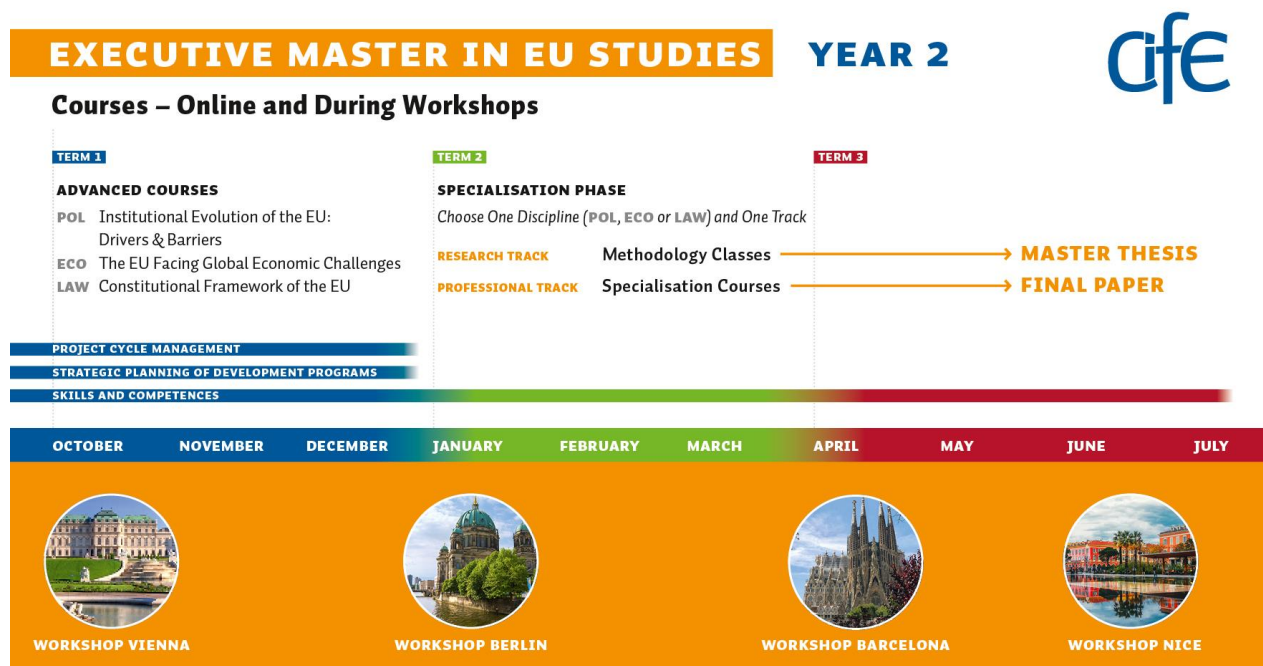 EXECUTIVE MASTER IN EU STUDIES YEAR 2
cifE
Courses – Online and During Workshops
TERM 1
ADVANCED COURSES
POL Institutional Evolution of the EU:
Drivers & Barriers
ECO The EU Facing Global Economic Challenges
LAW Constitutional Framework of the EU
TERM 2
SPECIALISATION PHASE
Choose One Discipline (POL, ECO or LAW) and One Track
RESEARCH TRACK Methodology Classes → MASTER THESIS
PROFESSIONAL TRACK Specialisation Courses → FINAL PAPER
TERM 3
PROJECT CYCLE MANAGEMENT
STRATEGIC PLANNING OF DEVELOPMENT PROGRAMS
SKILLS AND COMPETENCES
OCTOBER NOVEMBER DECEMBER JANUARY FEBRUARY MARCH APRIL MAY JUNE JULY
WORKSHOP VIENNA WORKSHOP BERLIN WORKSHOP BARCELONA WORKSHOP NICE